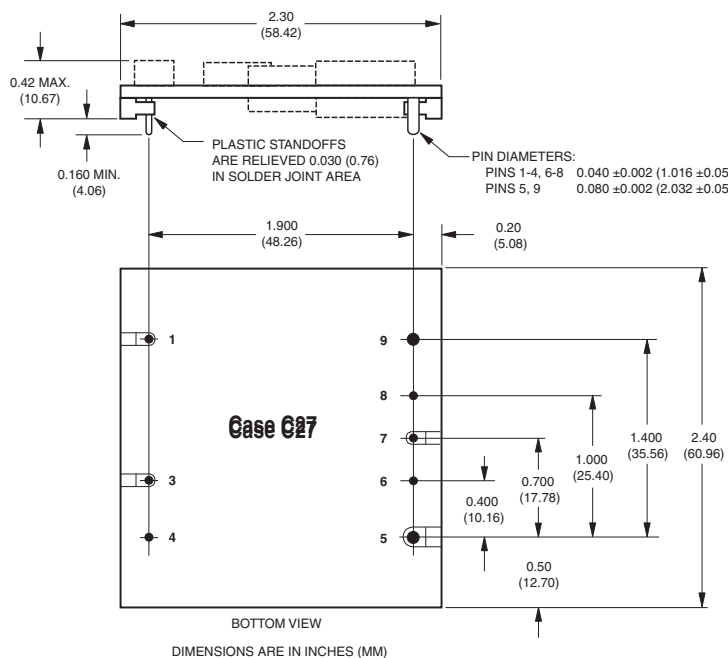 2.30
(58.42)
0.42 MAX.
(10.67)
0.160 MIN.
(4.06)
PLASTIC STANDOFFS
ARE RELIEVED 0.030 (0.76)
IN SOLDER JOINT AREA
PIN DIAMETERS:
PINS 1-4, 6-8 0.040 ±0.002 (1.016 ±0.05
PINS 5, 9 0.080 ±0.002 (2.032 ±0.05
1.900
(48.26)
0.20
(5.08)
1
9
8
Case C27
Case C27
7
3
6
4
5
1.400
(35.56)
2.40
(60.96)
1.000
(25.40)
0.700
(17.78)
0.400
(10.16)
0.50
(12.70)
BOTTOM VIEW
DIMENSIONS ARE IN INCHES (MM)